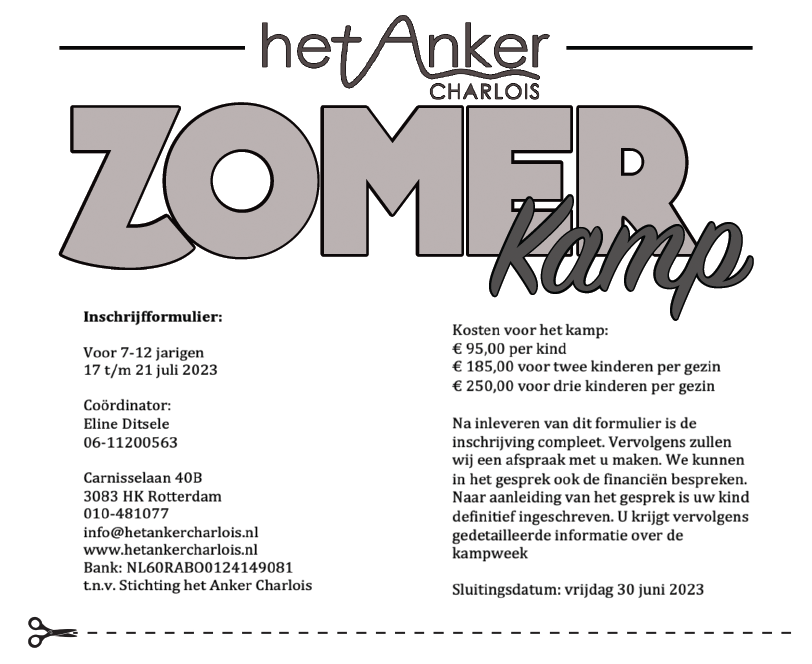 het Anker
CHARLOIS
ZOMER
Kamp
Inschrijfformulier:
Voor 7-12 jarigen
17 t/m 21 juli 2023
Coördinator:
Eline Ditsele
06-11200563
Carnisselaan 40B
3083 HK Rotterdam
010-481077
info@hetankercharlois.nl
www.hetankercharlois.nl
Bank: NL60RABO0124149081
t.n.v. Stichting het Anker Charlois
Kosten voor het kamp:
€ 95,00 per kind
€ 185,00 voor twee kinderen per gezin
€ 250,00 voor drie kinderen per gezin
Na inleveren van dit formulier is de
inschrijving compleet. Vervolgens zullen
wij een afspraak met u maken. We kunnen
in het gesprek ook de financiën bespreken.
Naar aanleiding van het gesprek is uw kind
definitief ingeschreven. U krijgt vervolgens
gedetailleerde informatie over de
kampweek
Sluitingsdatum: vrijdag 30 juni 2023